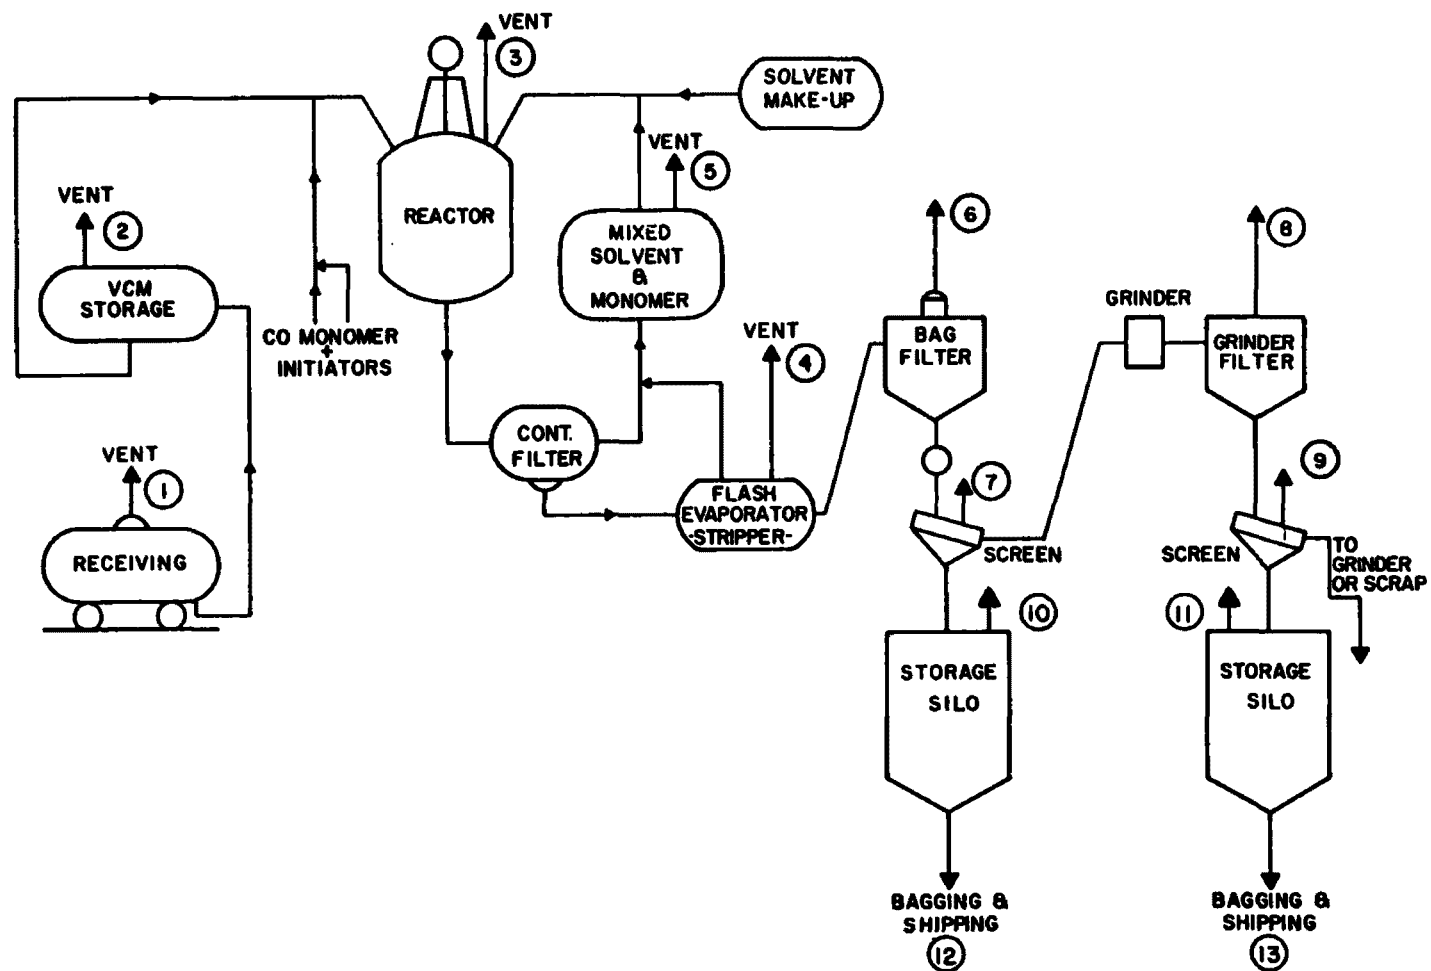 VENT
3
SOLVENT
MAKE-UP
VENT
5
VENT
2
REACTOR
6
8
MIXED
SOLVENT
&
MONOMER
VCM
STORAGE
GRINDER
CO MONOMER
+
INITIATORS
VENT
4
BAG
FILTER
GRINDER
FILTER
CONT.
FILTER
VENT
1
7
9
FLASH
EVAPORATOR
-STRIPPER-
RECEIVING
SCREEN
SCREEN
TO
GRINDER
OR SCRAP
10
11
STORAGE
SILO
STORAGE
SILO
BAGGING &
SHIPPING
12
BAGGING &
SHIPPING
13